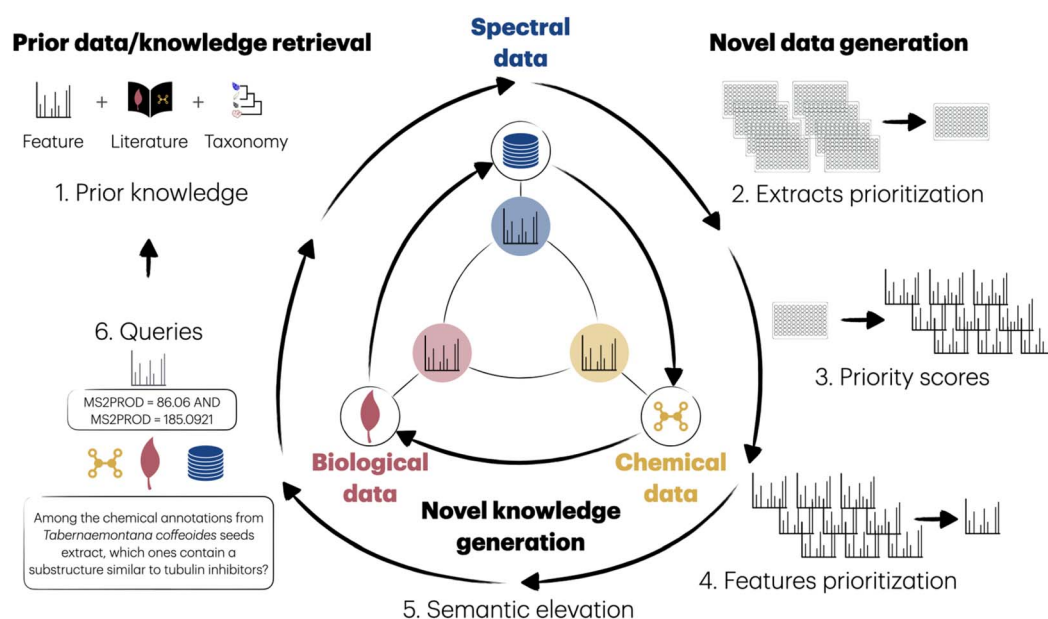 Prior data/knowledge retrieval
Feature + Literature + Taxonomy
1. Prior knowledge
6. Queries
MS2PROD = 86.06 AND
MS2PROD = 185.0921
Among the chemical annotations from
Tabernaemontana coffeoides seeds
extract, which ones contain a
substructure similar to tubulin inhibitors?
Spectral
data
Biological
data
Chemical
data
Novel knowledge
generation
5. Semantic elevation
Novel data generation
2. Extracts prioritization
3. Priority scores
4. Features prioritization